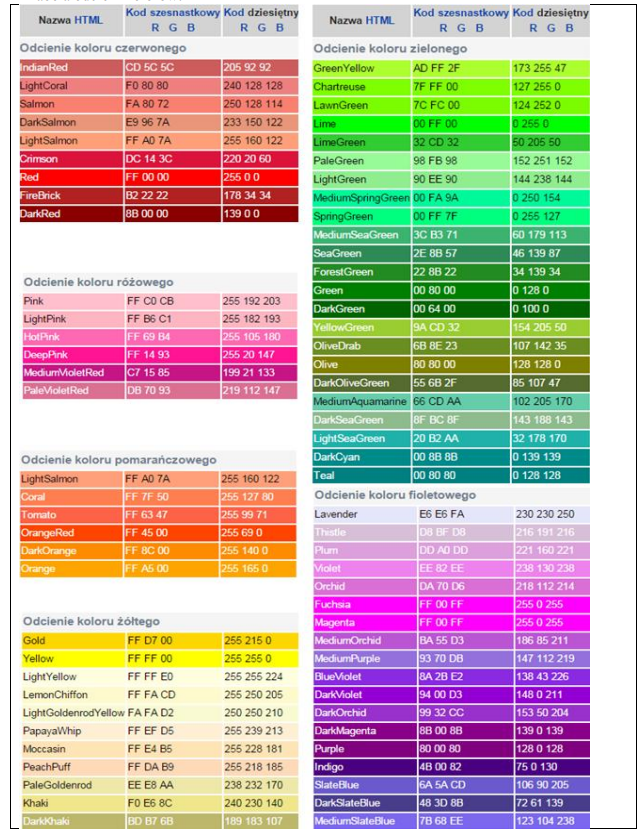 Nazwa HTML Kod szesnastkowy R G B Kod dziesiętny R G B
Odcienie koloru czerwonego
IndianRed CD 5C 5C 205 92 92
LightCoral F0 80 80 240 128 128
Salmon FA 80 72 250 128 114
DarkSalmon E9 96 7A 233 150 122
LightSalmon FF A0 7A 255 160 122
Crimson DC 14 3C 220 20 60
Red FF 00 00 255 0 0
FireBrick B2 22 22 178 34 34
DarkRed 8B 00 00 139 0 0
Odcienie koloru różowego
Pink FF C0 CB 255 192 203
LightPink FF B6 C1 255 182 193
HotPink FF 69 B4 255 105 180
DeepPink FF 14 93 255 20 147
MediumVioletRed C7 15 85 199 21 133
PaleVioletRed DB 70 93 219 112 147
Odcienie koloru pomarańczowego
LightSalmon FF A0 7A 255 160 122
Coral FF 7F 50 255 127 80
Tomato FF 63 47 255 99 71
OrangeRed FF 45 00 255 69 0
DarkOrange FF 8C 00 255 140 0
Orange FF A5 00 255 165 0
Odcienie koloru żółtego
Gold FF D7 00 255 215 0
Yellow FF FF 00 255 255 0
LightYellow FF FF E0 255 255 224
LemonChiffon FF FA CD 255 250 205
LightGoldenrodYellow FA FA D2 250 250 210
PapayaWhip FF EF D5 255 239 213
Moccasin FF E4 B5 255 228 181
PeachPuff FF DA B9 255 218 185
PaleGoldenrod EE E8 AA 238 232 170
Khaki F0 E6 8C 240 230 140
DarkKhaki BD B7 6B 189 183 107
Nazwa HTML Kod szesnastkowy R G B Kod dziesiętny R G B
Odcienie koloru zielonego
GreenYellow AD FF 2F 173 255 47
Chartreuse 7F FF 00 127 255 0
LawnGreen 7C FC 00 124 252 0
Lime 00 FF 00 0 255 0
LimeGreen 32 CD 32 50 205 50
PaleGreen 98 FB 98 152 251 152
LightGreen 90 EE 90 144 238 144
MediumSpringGreen 00 FA 9A 0 250 154
SpringGreen 00 FF 7F 0 255 127
MediumSeaGreen 3C B3 71 60 179 113
SeaGreen 2E 8B 57 46 139 87
ForestGreen 22 8B 22 34 139 34
Green 00 80 00 0 128 0
DarkGreen 00 64 00 0 100 0
YellowGreen 9A CD 32 154 205 50
OliveDrab 6B 8E 23 107 142 35
Olive 80 80 00 128 128 0
DarkOliveGreen 55 6B 2F 85 107 47
MediumAquamarine 66 CD AA 102 205 170
DarkSeaGreen 8F BC 8F 143 188 143
LightSeaGreen 20 B2 AA 32 178 170
DarkCyan 00 8B 8B 0 139 139
Teal 00 80 80 0 128 128
Odcienie koloru fioletowego
Lavender E6 E6 FA 230 230 250
Thistle D8 BF D8 216 191 216
Plum DD A0 DD 221 160 221
Violet EE 82 EE 238 130 238
Orchid DA 70 D6 218 112 214
Fuchsia FF 00 FF 255 0 255
Magenta FF 00 FF 255 0 255
MediumOrchid BA 55 D3 186 85 211
MediumPurple 93 70 DB 147 112 219
BlueViolet 8A 2B E2 138 43 226
DarkViolet 94 00 D3 148 0 211
DarkOrchid 99 32 CC 153 50 204
DarkMagenta 8B 00 8B 139 0 139
Purple 80 00 80 128 0 128
Indigo 4B 00 82 75 0 130
SlateBlue 6A 5A CD 106 90 205
DarkSlateBlue 48 3D 8B 72 61 139
MediumSlateBlue 7B 68 EE 123 104 238